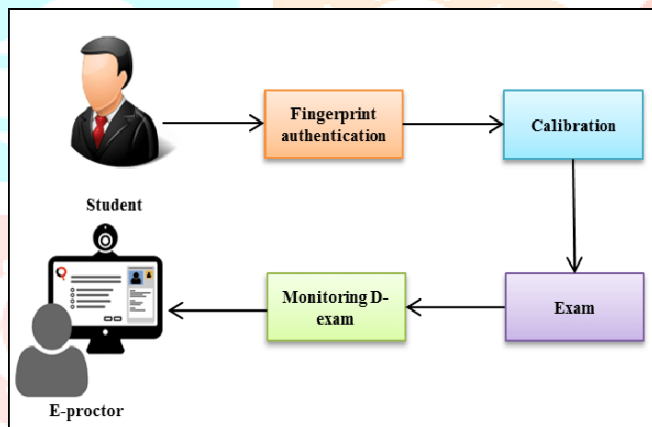 Fingerprint
authentication
Calibration
Student
Monitoring D-
exam
Exam
E-proctor